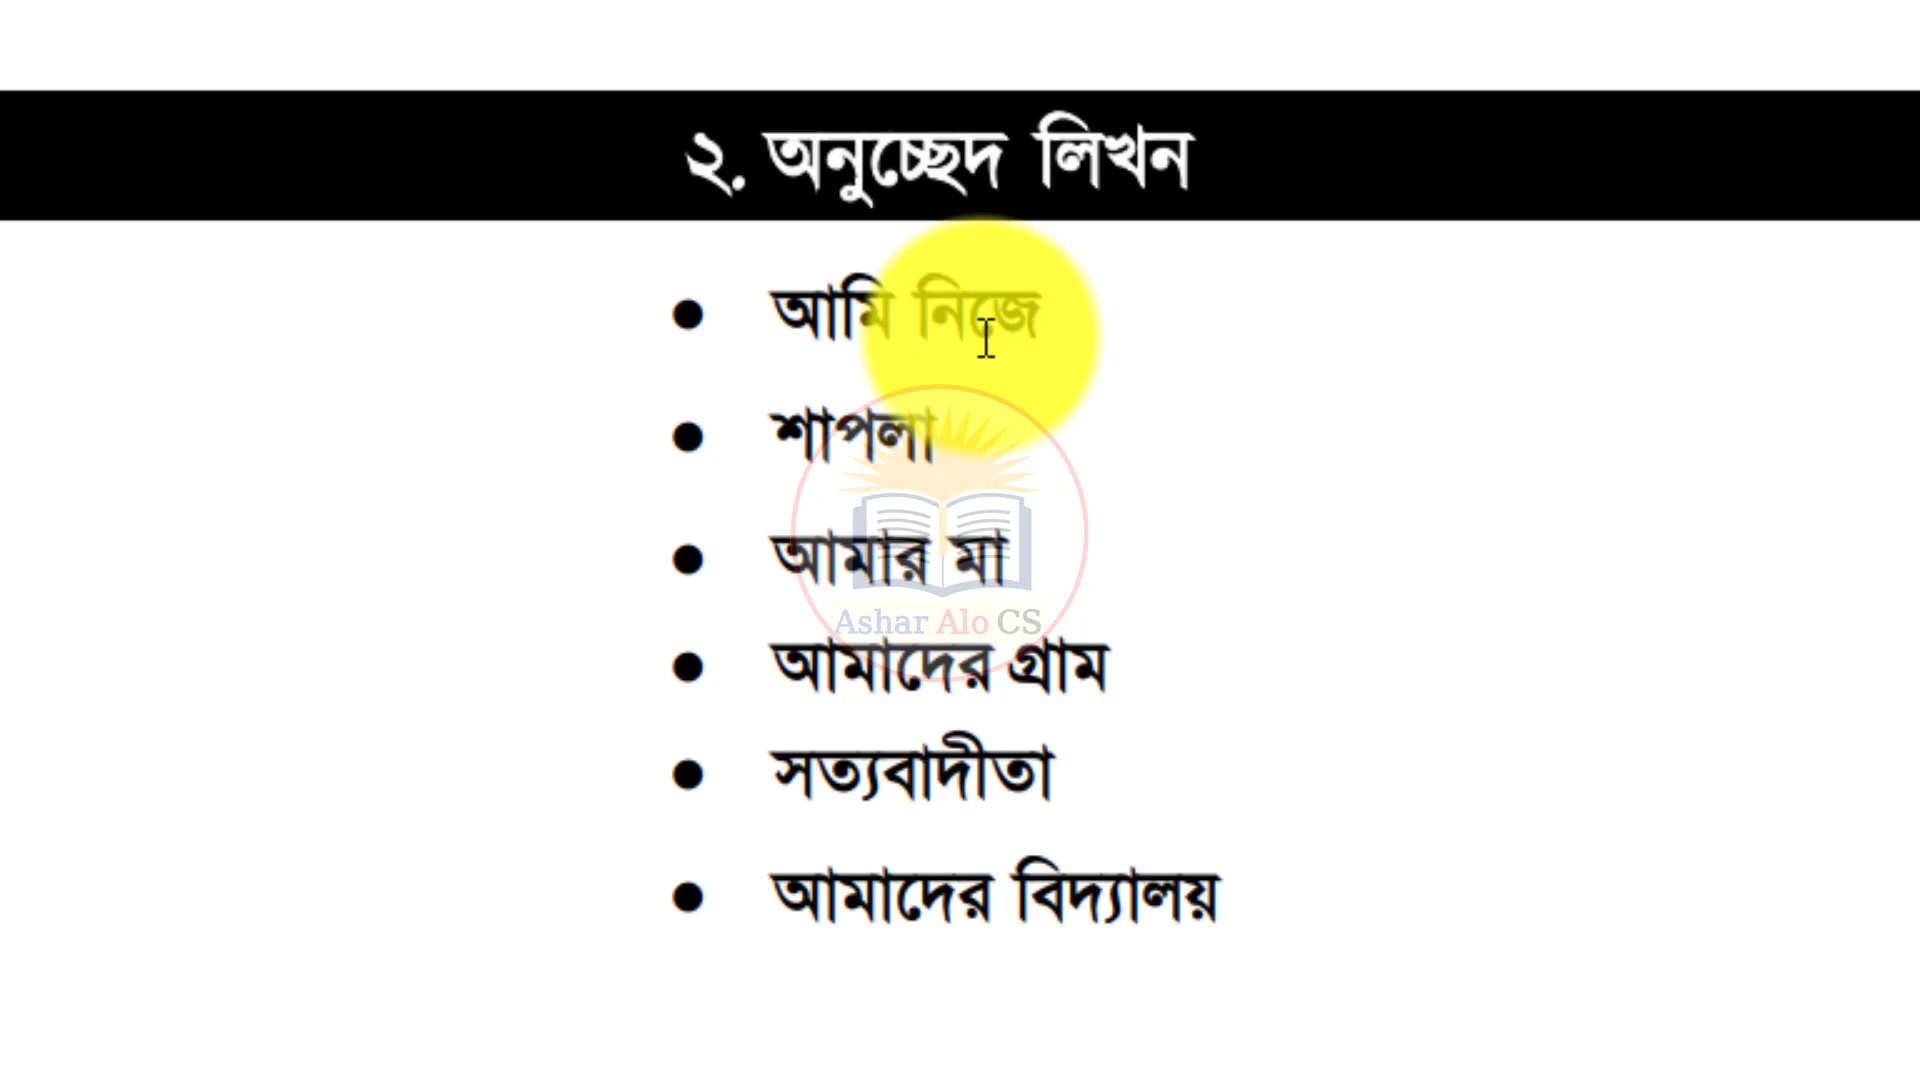 ২. অনুচ্ছেদ লিখন
● আমি নিজে
● শাপলা
● আমার মা
Ashar Alo CS
● আমাদের গ্রাম
● সত্যবাদীতা
● আমাদের বিদ্যালয়